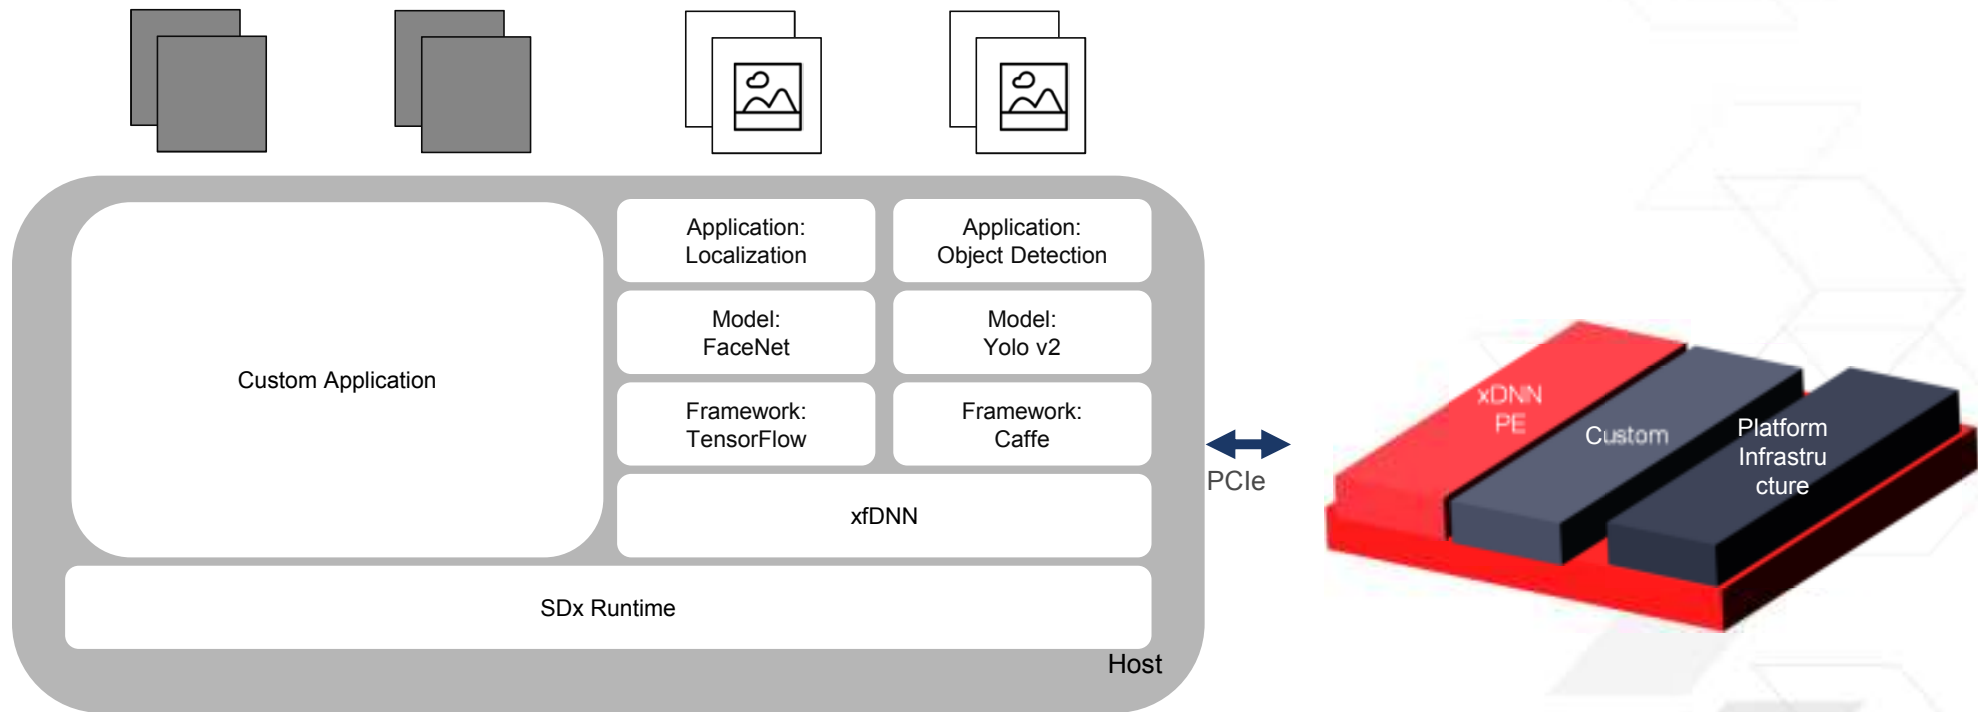 Application:
Localization
Application:
Object Detection
Model:
FaceNet
Model:
Yolo v2
Custom Application
Framework:
TensorFlow
Framework:
Caffe
xfDNN
SDx Runtime
Host
PCIe
xDNN
PE
Custom
Platform
Infrastru
cture